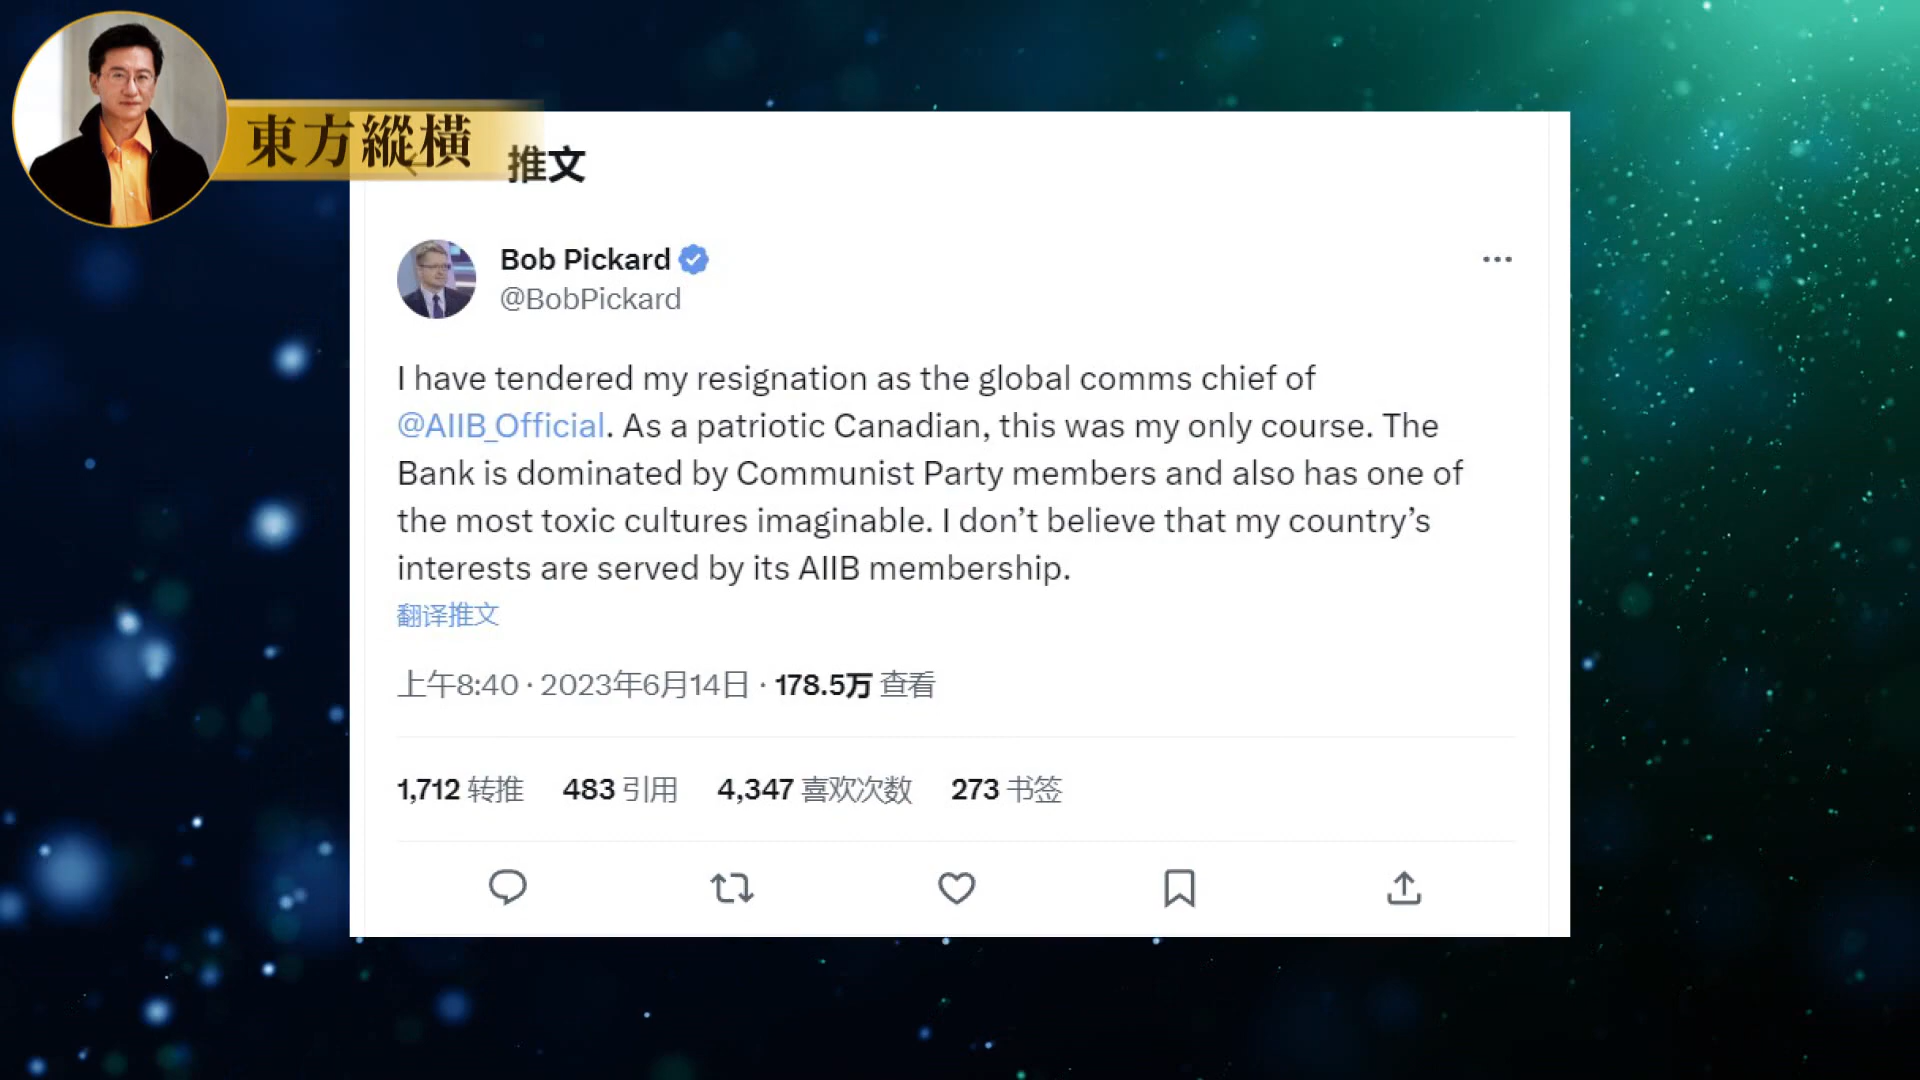 東方縱橫
推文
Bob Pickard
@BobPickard
I have tendered my resignation as the global comms chief of
@AIIB_Official. As a patriotic Canadian, this was my only course. The
Bank is dominated by Communist Party members and also has one of
the most toxic cultures imaginable. I don’t believe that my country’s
interests are served by its AIIB membership.
翻译推文
上午8:40 · 2023年6月14日 · 178.5万 查看
1,712 转推 483 引用 4,347 喜欢次数 273 书签